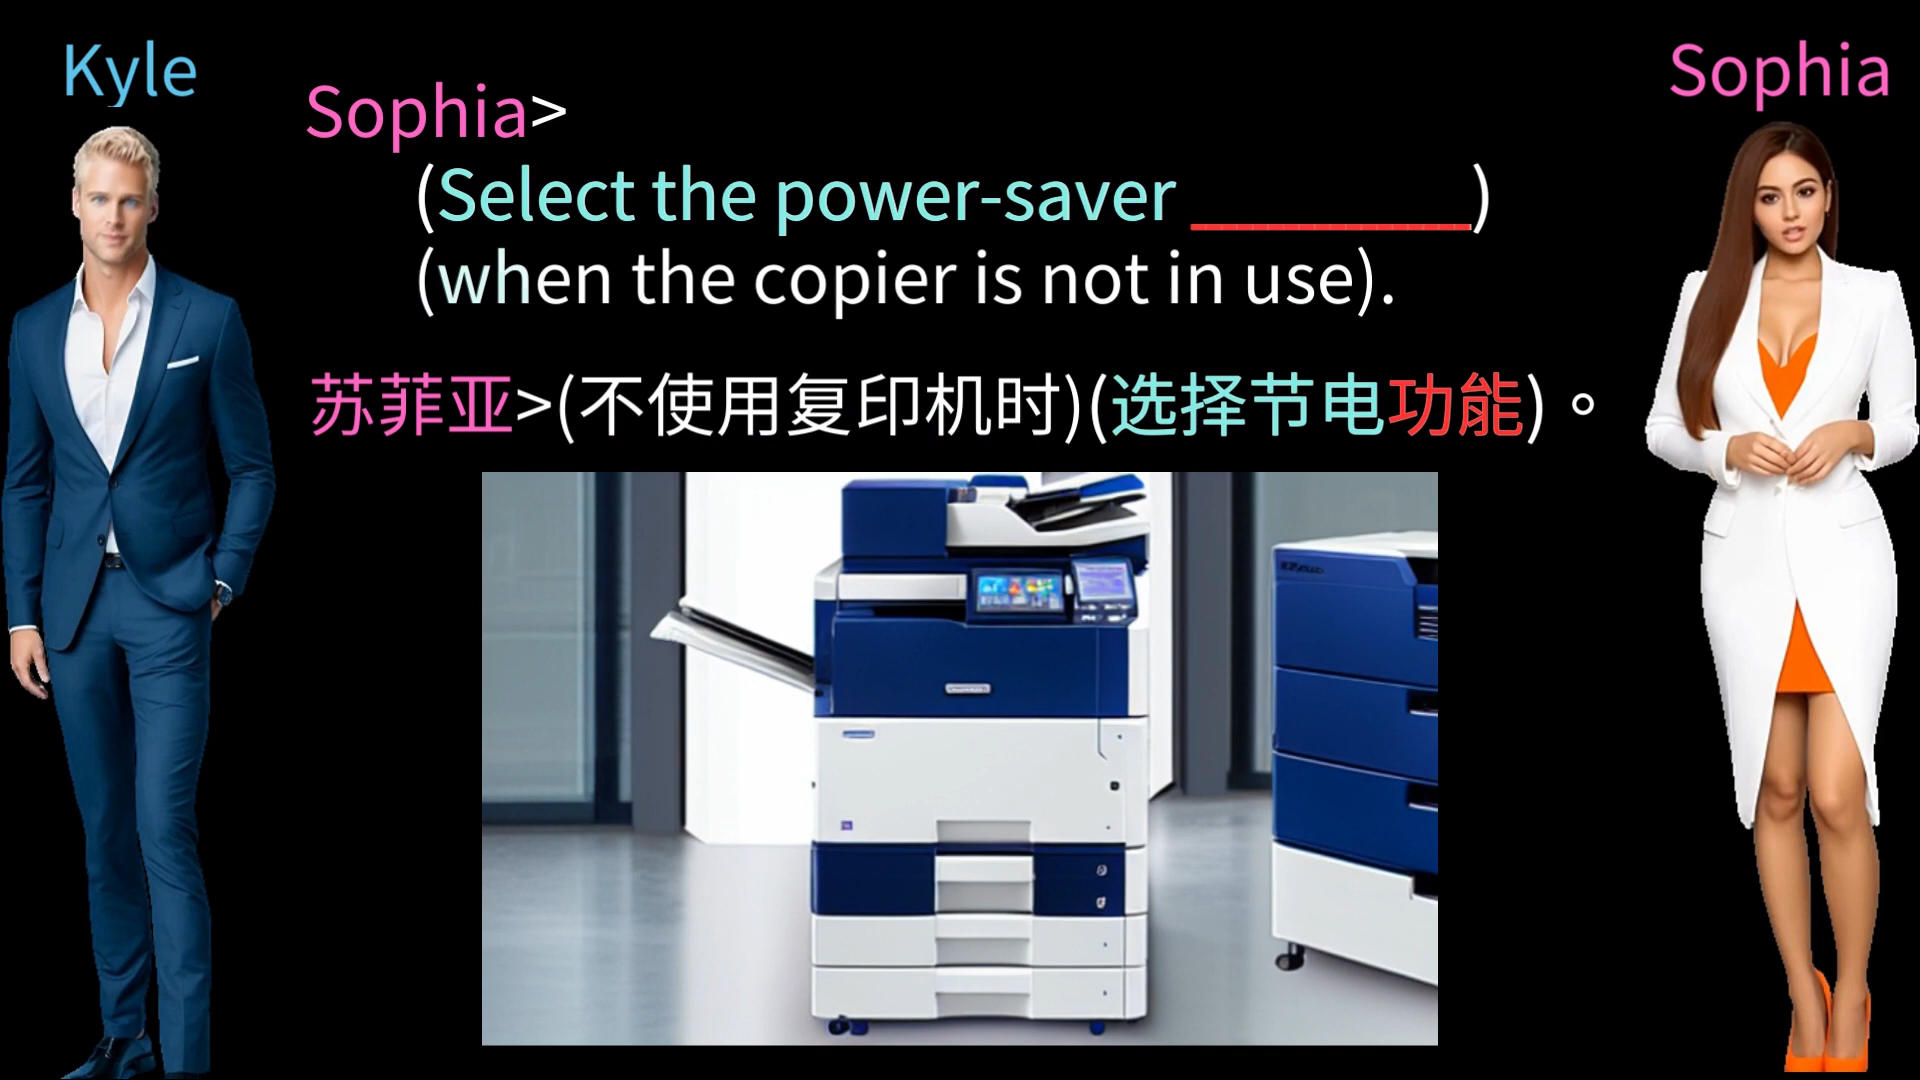 Kyle
Sophia
Sophia>
(Select the power-saver ________)
(when the copier is not in use).
苏菲亚>(不使用复印机时)(选择节电功能)。